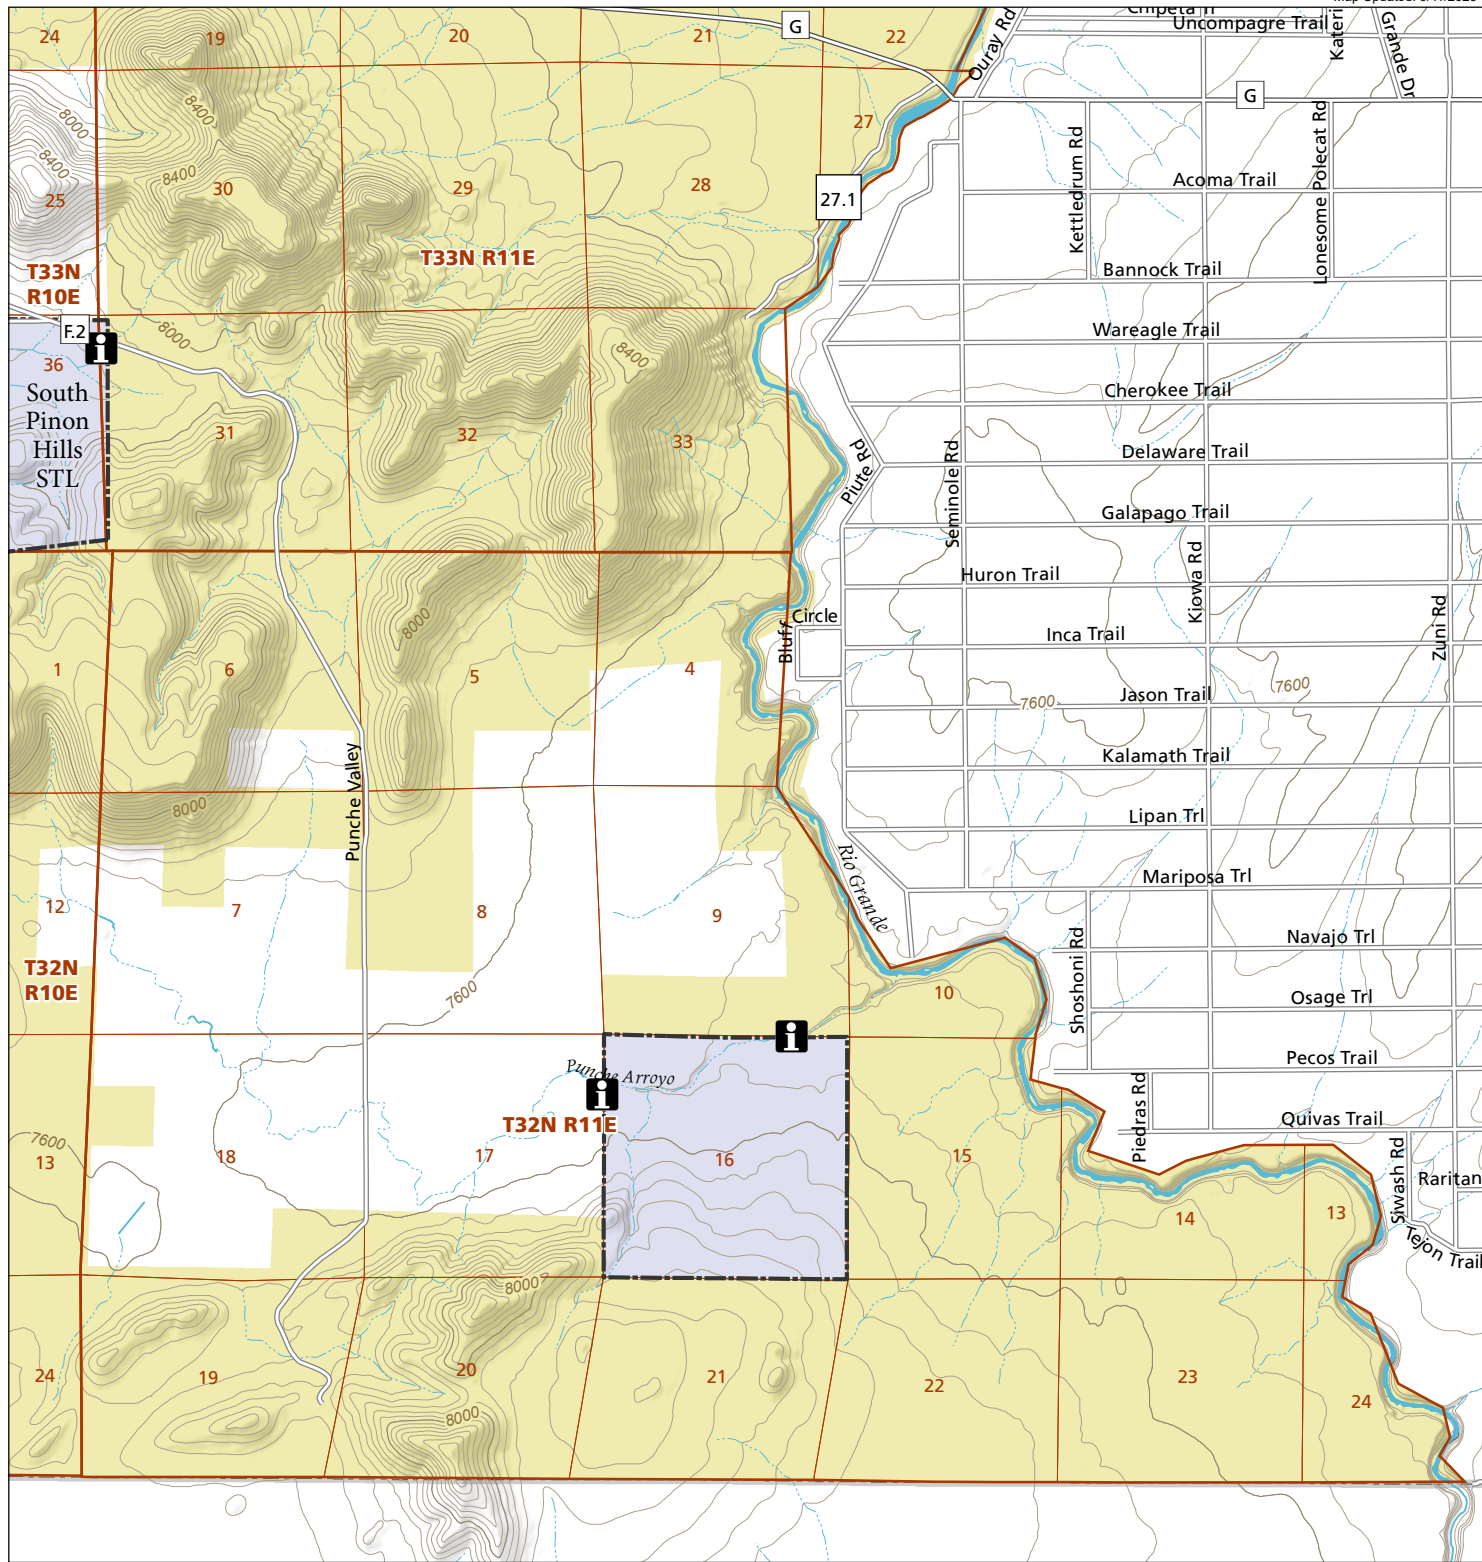 24
19
20
21
G
22
Ouray Rd
Uncompagre Trail
Kateri
Grande Dr
8000
8400
8400
8400
25
30
29
28
27
27.1
G
Kettledrum Rd
Acoma Trail
Lonesome Polecat Rd
Bannock Trail
T33N
R10E
T33N R11E
F.2
i
8000
8400
Wareagle Trail
Cherokee Trail
36
South
Pinon
Hills
STL
31
32
33
Piute Rd
Seminole Rd
Delaware Trail
Galapago Trail
Huron Trail
Kiowa Rd
Zuni Rd
8000
Bluff
Circle
Inca Trail
1
6
5
4
7600
Jason Trail
7600
Punche Valley
Kalamath Trail
8000
Lipan Trl
Rio Grande
Mariposa Trl
12
7
8
9
Shoshoni Rd
Navajo Trl
T32N
R10E
7600
10
Osage Trl
i
Pecos Trail
Punche Arroyo
i
T32N R11E
Piedras Rd
Quivas Trail
7600
13
18
17
16
15
Siwash Rd
Raritan
14
13
Tejon Trail
8000
24
19
20
21
22
23
24
8000